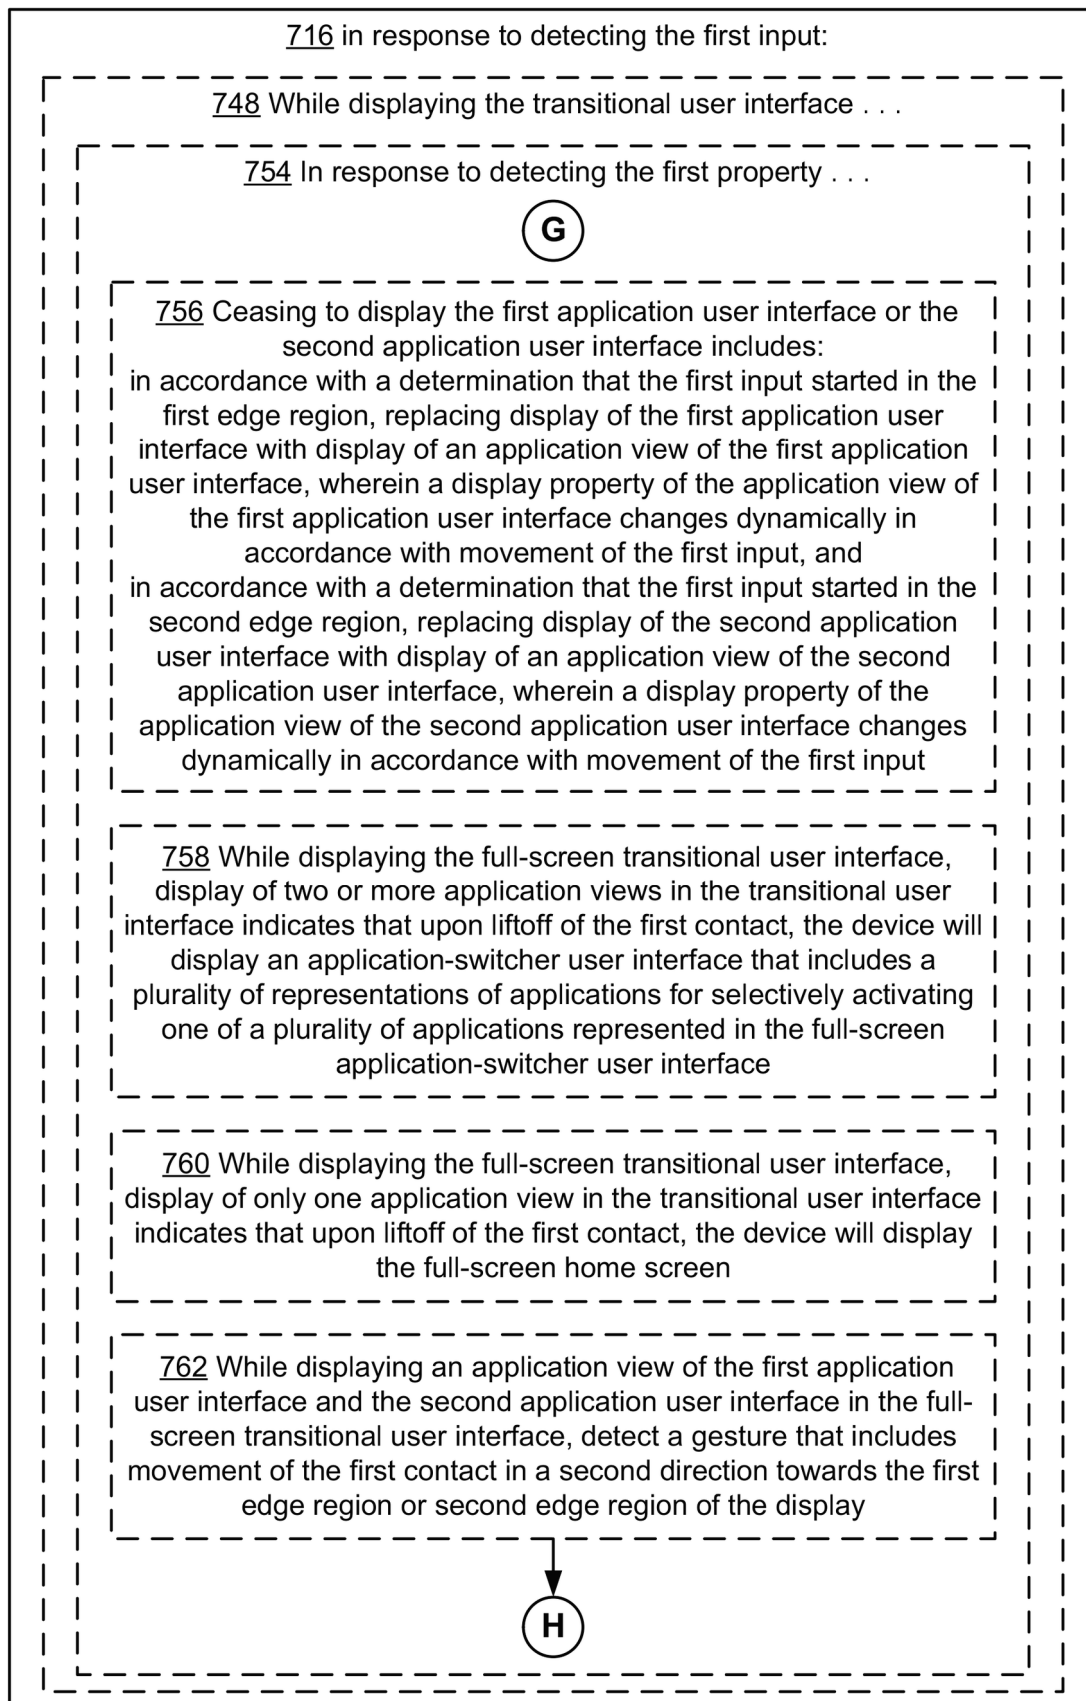 716 in response to detecting the first input:
748 While displaying the transitional user interface . . .
754 In response to detecting the first property . . .
G
756 Ceasing to display the first application user interface or the
second application user interface includes:
in accordance with a determination that the first input started in the
first edge region, replacing display of the first application user
interface with display of an application view of the first application
user interface, wherein a display property of the application view of
the first application user interface changes dynamically in
accordance with movement of the first input, and
in accordance with a determination that the first input started in the
second edge region, replacing display of the second application
user interface with display of an application view of the second
application user interface, wherein a display property of the
application view of the second application user interface changes
dynamically in accordance with movement of the first input
758 While displaying the full-screen transitional user interface,
display of two or more application views in the transitional user
interface indicates that upon liftoff of the first contact, the device will
display an application-switcher user interface that includes a
plurality of representations of applications for selectively activating
one of a plurality of applications represented in the full-screen
application-switcher user interface
760 While displaying the full-screen transitional user interface,
display of only one application view in the transitional user interface
indicates that upon liftoff of the first contact, the device will display
the full-screen home screen
762 While displaying an application view of the first application
user interface and the second application user interface in the full-
screen transitional user interface, detect a gesture that includes
movement of the first contact in a second direction towards the first
edge region or second edge region of the display
H